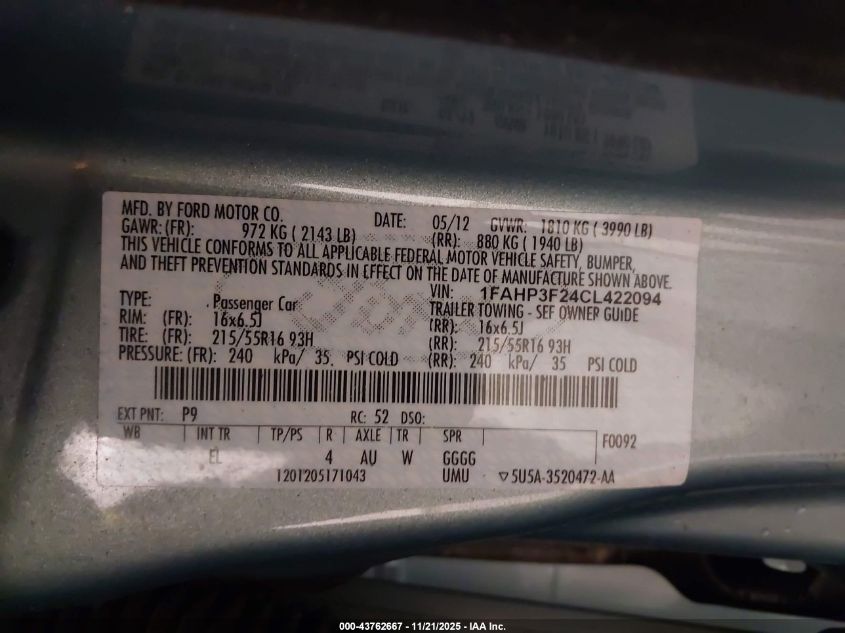 MFD. BY FORD MOTOR CO. DATE: 05/12 GVWR: 1810 KG ( 3990 LB)
GAWR: (FR): 972 KG ( 2143 LB) (RR): 880 KG ( 1940 LB)
THIS VEHICLE CONFORMS TO ALL APPLICABLE FEDERAL MOTOR VEHICLE SAFETY, BUMPER,
AND THEFT PREVENTION STANDARDS IN EFFECT ON THE DATE OF MANUFACTURE SHOWN ABOVE.
VIN: 1FAHP3F24CL422094
TYPE: Passenger Car TRAILER TOWING - SEE OWNER GUIDE
RIM: (FR): 16x6.5J (RR): 16x6.5J
TIRE: (FR): 215/55R16 93H (RR): 215/55R16 93H
PRESSURE: (FR): 240 kPa/ 35 PSI COLD (RR): 240 kPa/ 35 PSI COLD
EXT PNT: P9 RC: 52 DSO:
WB INT TR TP/PS R AXLE TR SPR F0092
EL 4 AU W GGGG
1201205171043 UMU ▽5U5A-3520472-AA
000-43762667 - 11/21/2025 - IAA Inc.